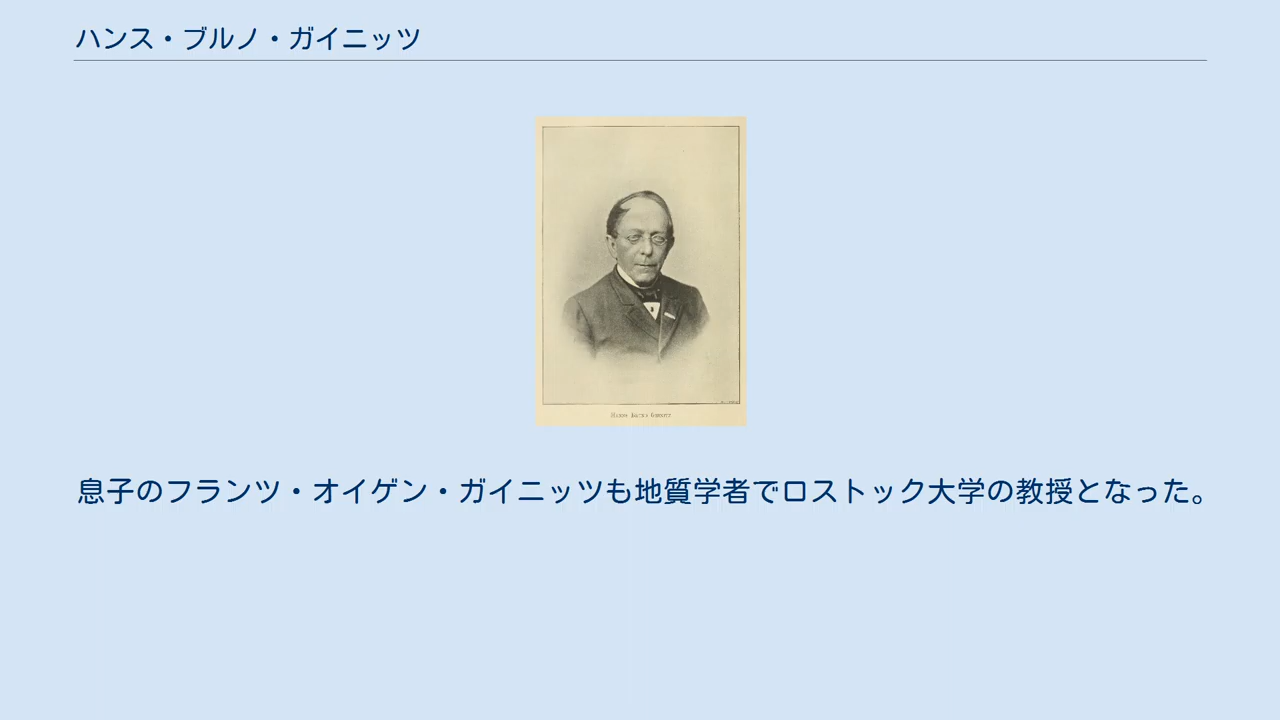 ハンス・ブルノ・ガイニッツ
息子のフランツ・オイゲン・ガイニッツも地質学者でロストック大学の教授となった。